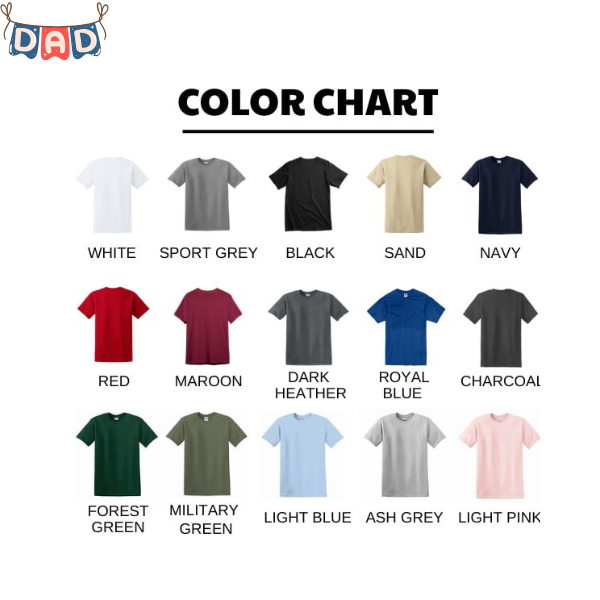 DAD
COLOR CHART
WHITE SPORT GREY BLACK SAND NAVY
RED MAROON DARK HEATHER ROYAL BLUE CHARCOAL
FOREST GREEN MILITARY GREEN LIGHT BLUE ASH GREY LIGHT PINK